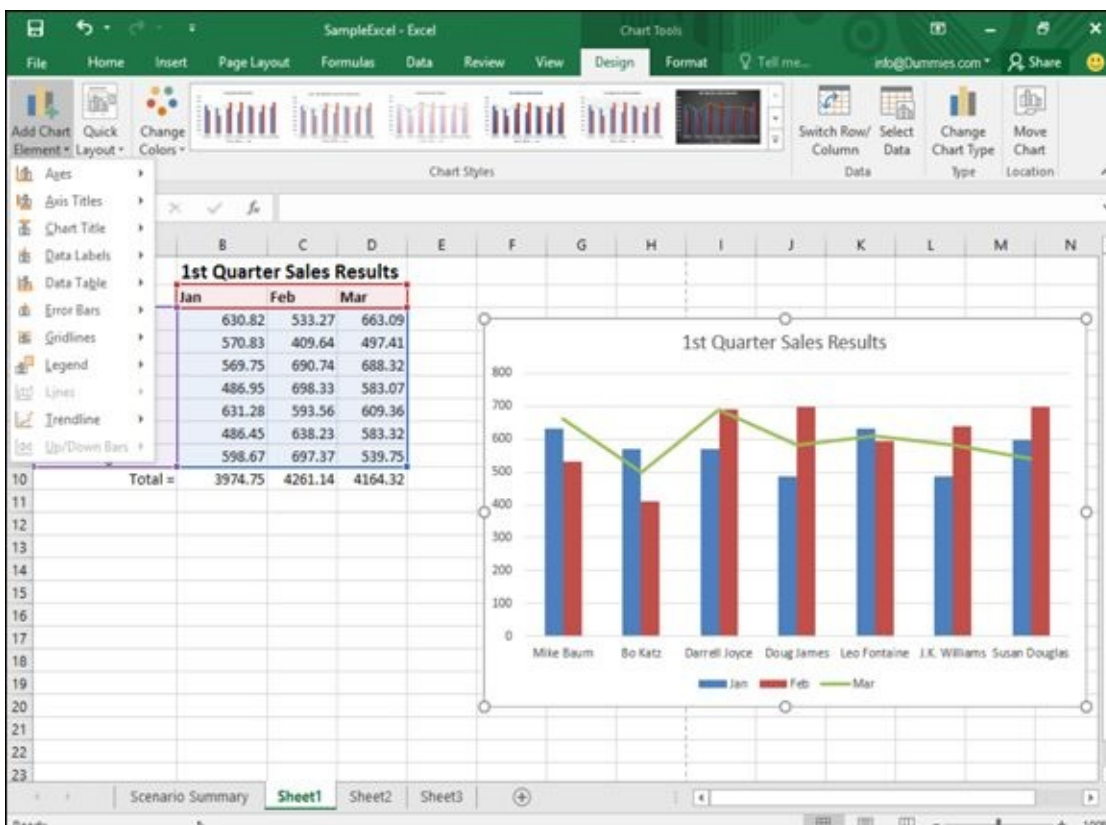 SampleExcel - Excel
Chart Tools
File Home Insert Page Layout Formulas Data Review View Design Format Tell me... info@Dummies.com Share
Add Chart Element
Quick Layout
Change Colors
Switch Row/ Column
Select Data
Change Chart Type
Move Chart
Chart Styles
Data
Type
Location
Axes
Axis Titles
Chart Title
Data Labels
Data Table
Error Bars
Gridlines
Legend
Lines
Trendline
Up/Down Bars
fx
B C D E F G H I J K L M N
1st Quarter Sales Results
Jan Feb Mar
630.82 533.27 663.09
570.83 409.64 497.41
569.75 690.74 688.32
486.95 698.33 583.07
631.28 593.56 609.36
486.45 638.23 583.32
598.67 697.37 539.75
10 Total = 3974.75 4261.14 4164.32
11
12
13
14
15
16
17
18
19
20
21
22
23
1st Quarter Sales Results
800
700
600
500
400
300
200
100
0
Mike Baum Bo Katz Darrell Joyce Doug James Leo Fontaine J.K. Williams Susan Douglas
Jan Feb Mar
Scenario Summary Sheet1 Sheet2 Sheet3